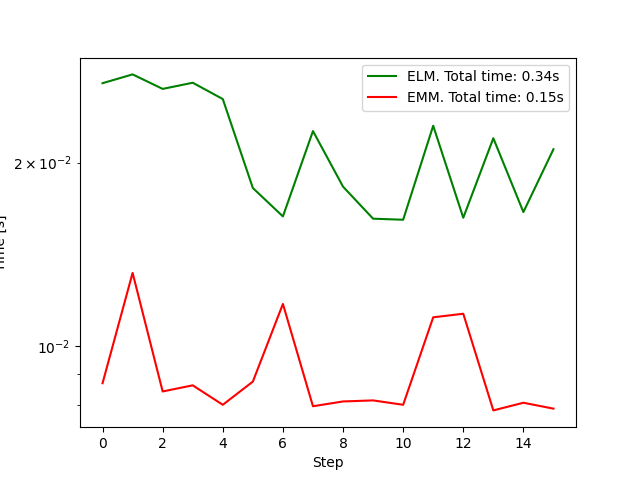 ELM. Total time: 0.34s
EMM. Total time: 0.15s
2 × 10⁻²
10⁻²
[s]
0 2 4 6 8 10 12 14
Step